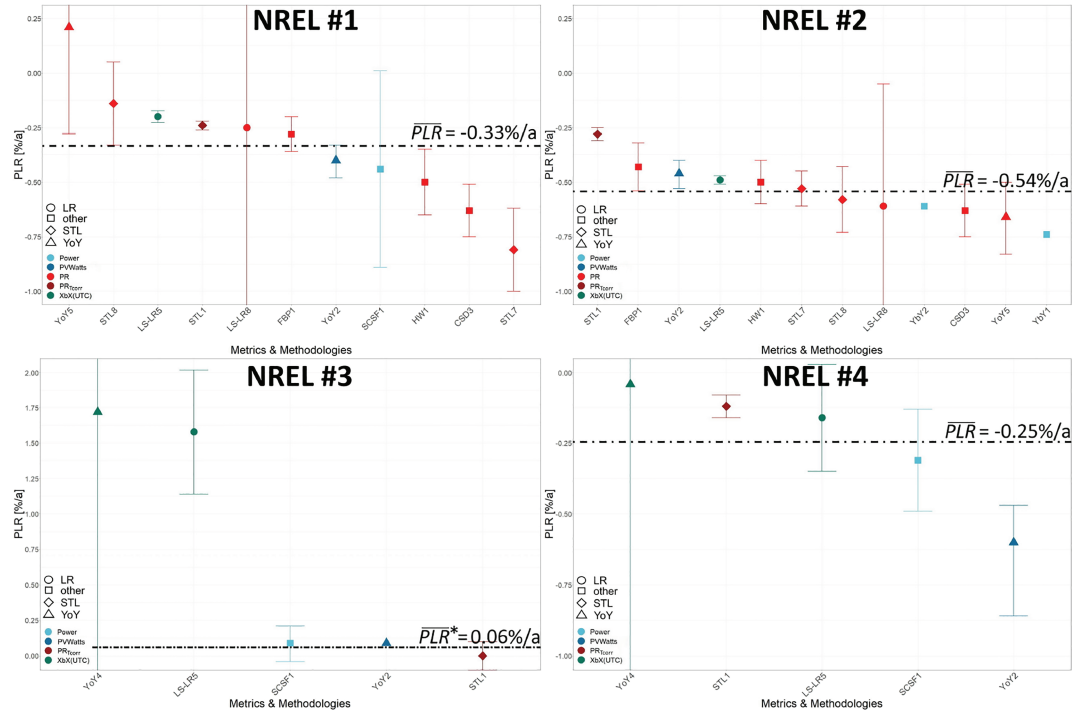 NREL #1
PLR [%/a]
0.25
0.00
-0.25
-0.50
-0.75
-1.00
PLR = -0.33%/a
LR
other
STL
YoY
Power
PVWatts
PR
PRTcorr
XbX(UTC)
YoY5 STL8 LS-LR5 STL1 LS-LR8 FBP1 YoY2 SCSF1 HW1 CSD3 STL7
Metrics & Methodologies
NREL #2
PLR [%/a]
0.25
0.00
-0.25
-0.50
-0.75
-1.00
PLR = -0.54%/a
LR
other
STL
YoY
Power
PVWatts
PR
PRTcorr
XbX(UTC)
STL1 FBP1 YoY2 LS-LR5 HW1 STL7 STL8 LS-LR8 YbY2 CSD3 YoY5 YbY1
Metrics & Methodologies
NREL #3
PLR [%/a]
2.00
1.75
1.50
1.25
1.00
0.75
0.50
0.25
0.00
PLR* = 0.06%/a
LR
other
STL
YoY
Power
PVWatts
PRTcorr
XbX(UTC)
YoY4 LS-LR5 SCSF1 YoY2 STL1
Metrics & Methodologies
NREL #4
PLR [%/a]
0.00
-0.25
-0.50
-0.75
-1.00
PLR = -0.25%/a
LR
other
STL
YoY
Power
PVWatts
PRTcorr
XbX(UTC)
YoY4 STL1 LS-LR5 SCSF1 YoY2
Metrics & Methodologies